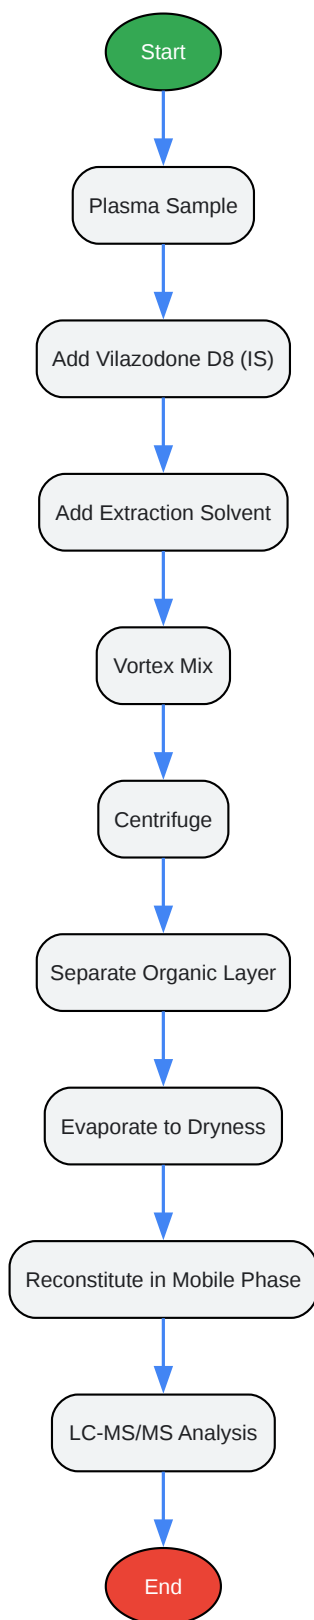 Start
Plasma Sample
Add Vilazodone D8 (IS)
Add Extraction Solvent
Vortex Mix
Centrifuge
Separate Organic Layer
Evaporate to Dryness
Reconstitute in Mobile Phase
LC-MS/MS Analysis
End